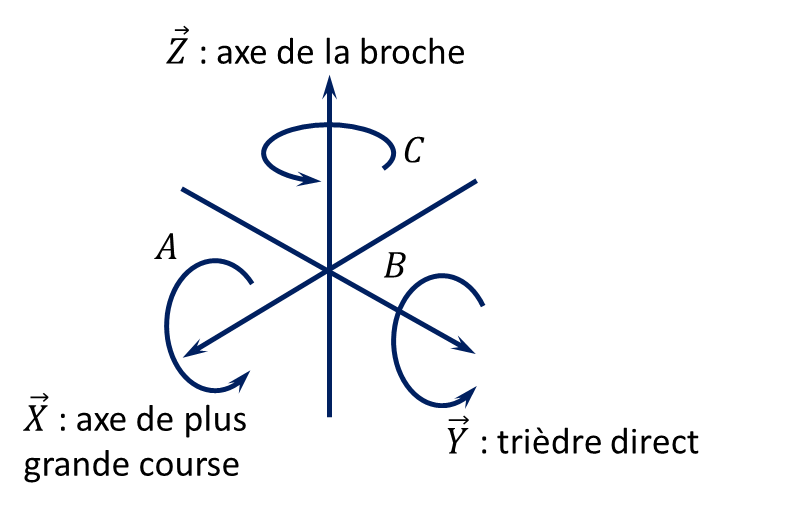 Z⃗ : axe de la broche
C
A
B
X⃗ : axe de plus
grande course
Y⃗ : trièdre direct